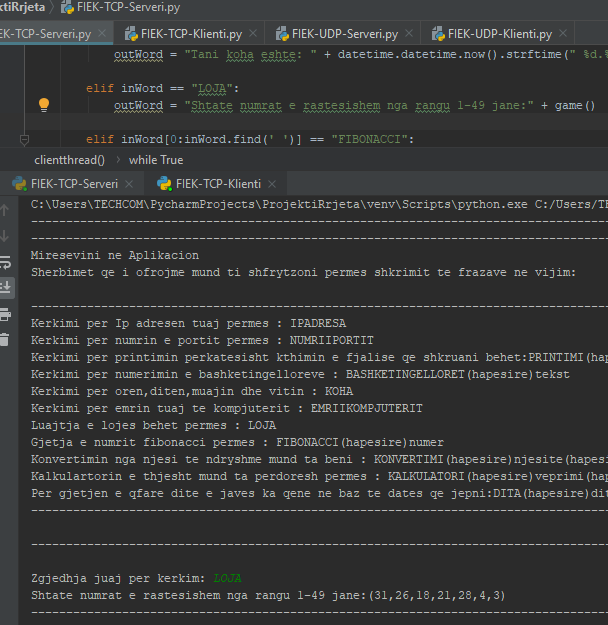 ktiRrjeta FIEK-TCP-Serveri.py
EK-TCP-Serveri.py FIEK-TCP-Klienti.py FIEK-UDP-Serveri.py FIEK-UDP-Klienti.py
outWord = "Tani koha eshte: " + datetime.datetime.now().strftime(" %d.%
elif inWord == "LOJA":
outWord = "Shtate numrat e rastesishem nga rangu 1-49 jane:" + game()
elif inWord[0:inWord.find(' ')] == "FIBONACCI":
clientthread() while True
FIEK-TCP-Serveri FIEK-TCP-Klienti
C:\Users\TECHCOM\PycharmProjects\ProjektiRrjeta\venv\Scripts\python.exe C:/Users/TE
Miresevini ne Aplikacion
Sherbimet qe i ofrojme mund ti shfrytzoni permes shkrimit te frazave ne vijim:
Kerkimi per Ip adresen tuaj permes : IPADRESA
Kerkimi per numrin e portit permes : NUMRIIPORTIT
Kerkimi per printimin perkatesisht kthimin e fjalise qe shkruani behet:PRINTIMI(hap
Kerkimi per numerimin e bashketingelloreve : BASHKETINGELLORET(hapesire)tekst
Kerkimi per oren,diten,muajin dhe vitin : KOHA
Kerkimi per emrin tuaj te kompjuterit : EMRIIKOMPJUTERIT
Luajtja e lojes behet permes : LOJA
Gjetja e numrit fibonacci permes : FIBONACCI(hapesire)numer
Konvertimin nga njesi te ndryshme mund ta beni : KONVERTIMI(hapesire)njesite(hapesi
Kalkulartorin e thjesht mund ta perdoresh permes : KALKULATORI(hapesire)veprimi(hap
Per gjetjen e qfare dite e javes ka qene ne baz te dates qe jepni:DITA(hapesire)dit
Zgjedhja juaj per kerkim: LOJA
Shtate numrat e rastesishem nga rangu 1-49 jane:(31,26,18,21,28,4,3)